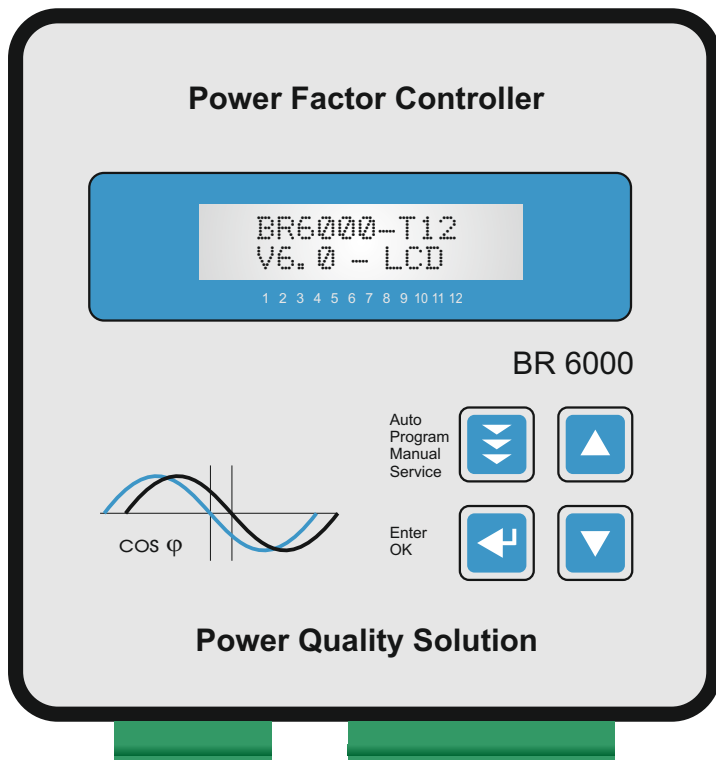 Power Factor Controller
BR6000-T12
V6.0 - LCD
1 2 3 4 5 6 7 8 9 10 11 12
BR 6000
Auto
Program
Manual
Service
Enter
OK
cos φ
Power Quality Solution